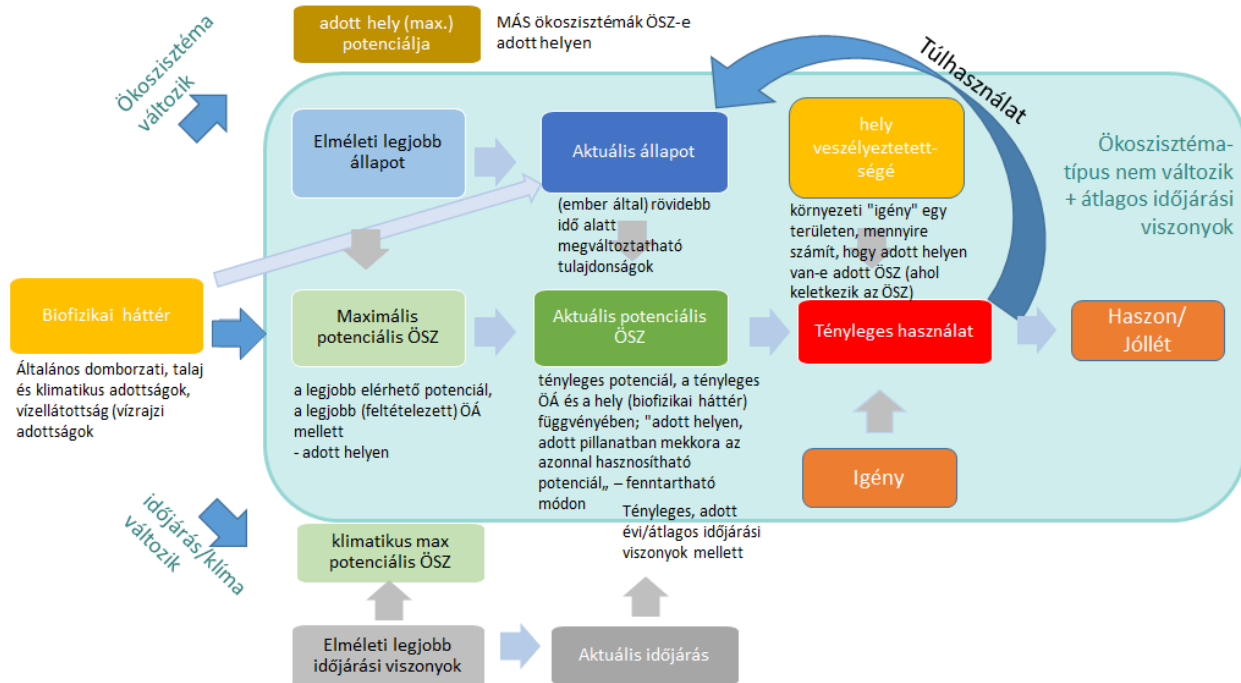 adott hely (max.)
potenciálja
MÁS ökoszisztémák ÖSZ-e
adott helyen
Ökoszisztéma
változik
Túlhasználat
Elméleti legjobb
állapot
Aktuális állapot
(ember által) rövidebb
idő alatt
megváltoztatható
tulajdonságok
hely
veszélyeztetett-
ségé
környezeti "igény" egy
területen, mennyire
számít, hogy adott helyen
van-e adott ÖSZ (ahol
keletkezik az ÖSZ)
Ökoszisztéma-
típus nem változik
+ átlagos időjárási
viszonyok
Biofizikai háttér
Általános domborzati, talaj
és klimatikus adottságok,
vízellátottság (vízrajzi
adottságok
Maximális
potenciális ÖSZ
a legjobb elérhető potenciál,
a legjobb (feltételezett) ÖÁ
mellett
- adott helyen
Aktuális potenciális
ÖSZ
tényleges potenciál, a tényleges
ÖÁ és a hely (biofizikai háttér)
függvényében; "adott helyen,
adott pillanatban mekkora az
azonnal hasznosítható
potenciál„ – fenntartható
módon
Tényleges használat
Haszon/
Jóllét
Igény
Tényleges, adott
évi/átlagos időjárási
viszonyok mellett
időjárás/klíma
változik
klimatikus max
potenciális ÖSZ
Elméleti legjobb
időjárási viszonyok
Aktuális időjárás